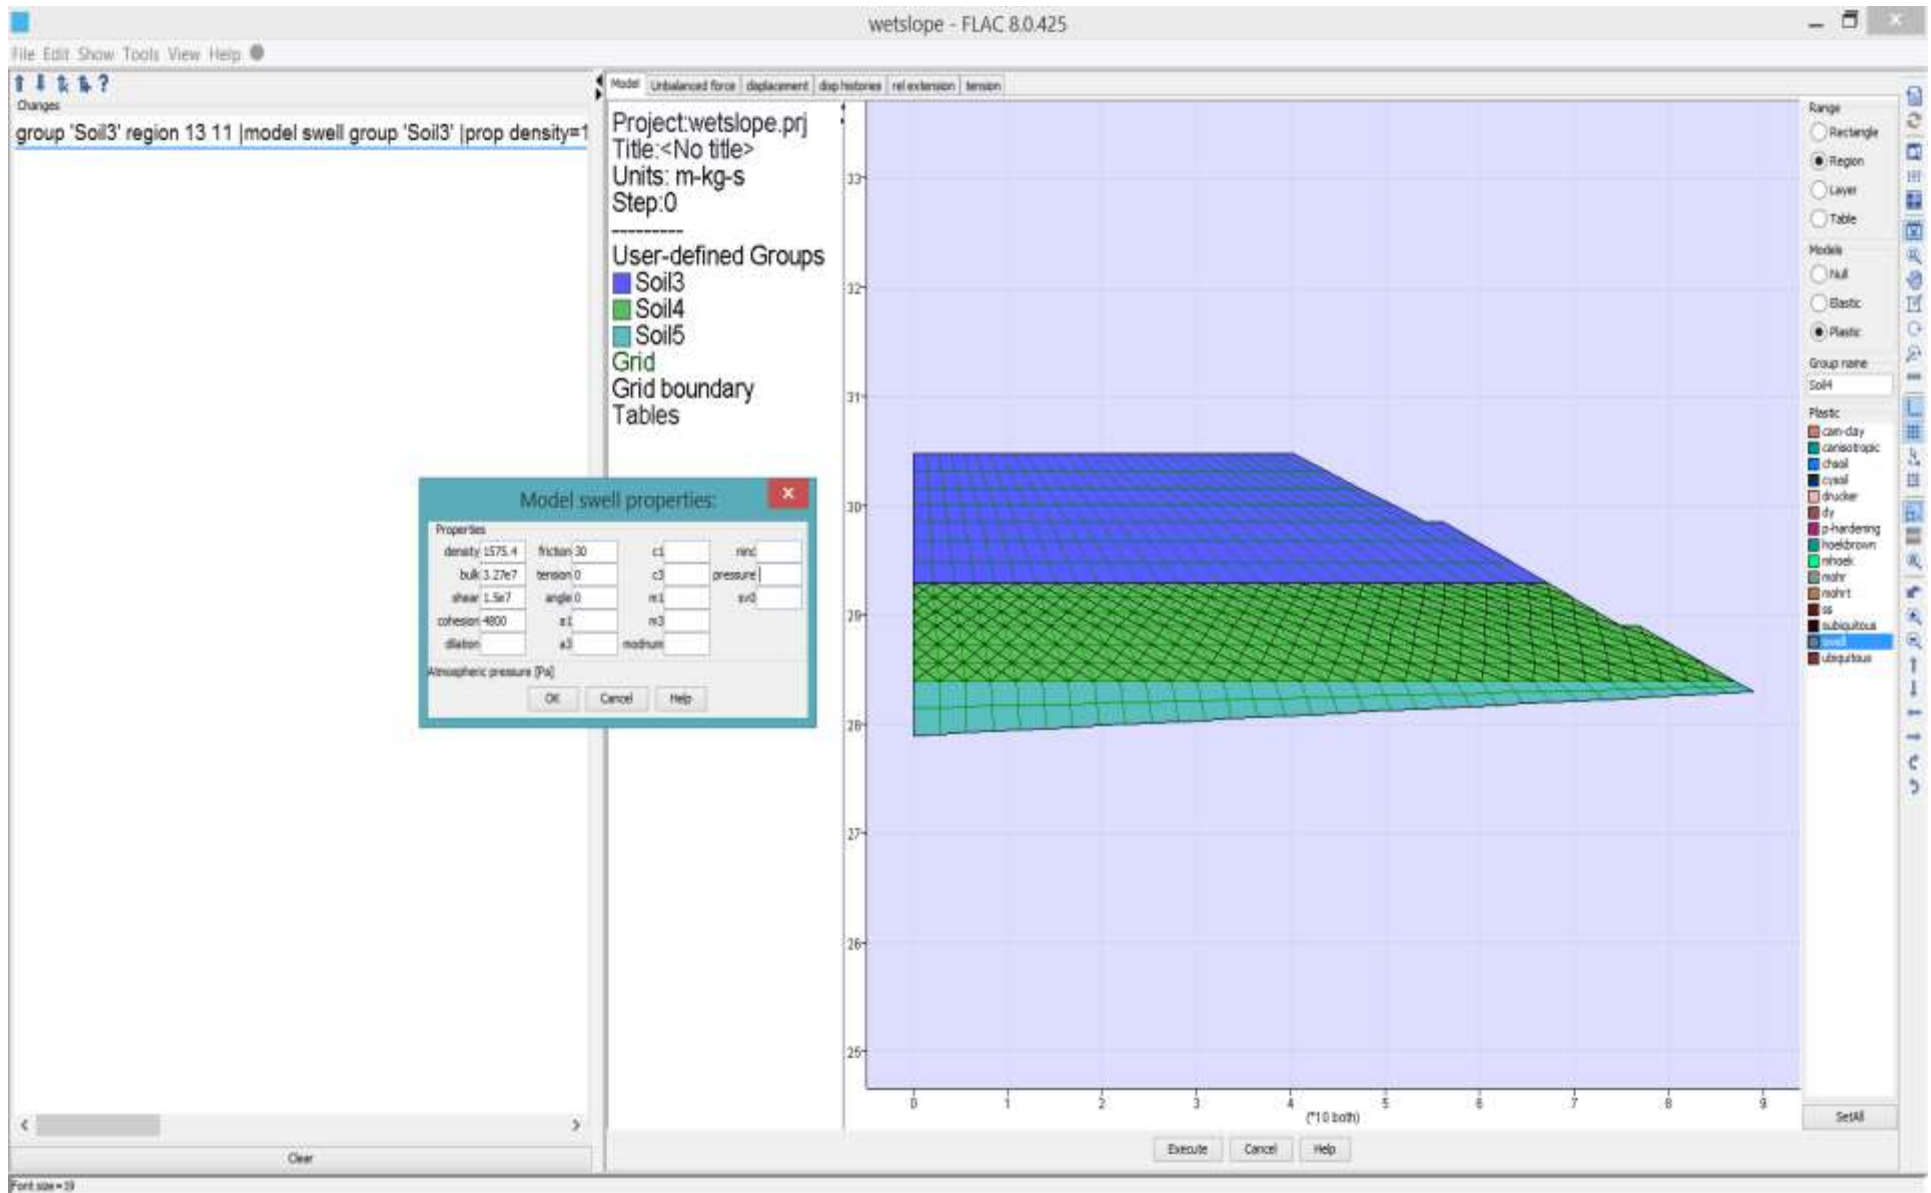 wetslope - FLAC 8.0.425
File Edit Show Tools View Help
Changes
group 'Soil3' region 13 11 |model swell group 'Soil3' |prop density=1
Model Unbalanced force displacement disp histories rel extension tension
Project:wetslope.prj
Title:<No title>
Units: m-kg-s
Step:0
----------
User-defined Groups
Soil3
Soil4
Soil5
Grid
Grid boundary
Tables
Model swell properties:
Properties
density 1575.4 friction 30 c1 ninc
bulk 3.27e7 tension 0 c3 pressure
shear 1.5e7 angle 0 m1 sv0
cohesion 4800 a1 m3
dilation a3 modnum
Atmospheric pressure [Pa]
OK Cancel Help
33
32
31
30
29
28
27
26
25
0 1 2 3 4 5 6 7 8 9
(*10 both)
Range
Rectangle
Region
Layer
Table
Models
Null
Elastic
Plastic
Group name
Soil4
Plastic
cam-clay
canisotropic
chsoil
cysoil
drucker
dy
p-hardening
hoekbrown
mhoek
mohr
mohrt
ss
subiquitous
swell
ubiquitous
SetAll
Execute Cancel Help
Clear
Font size=19